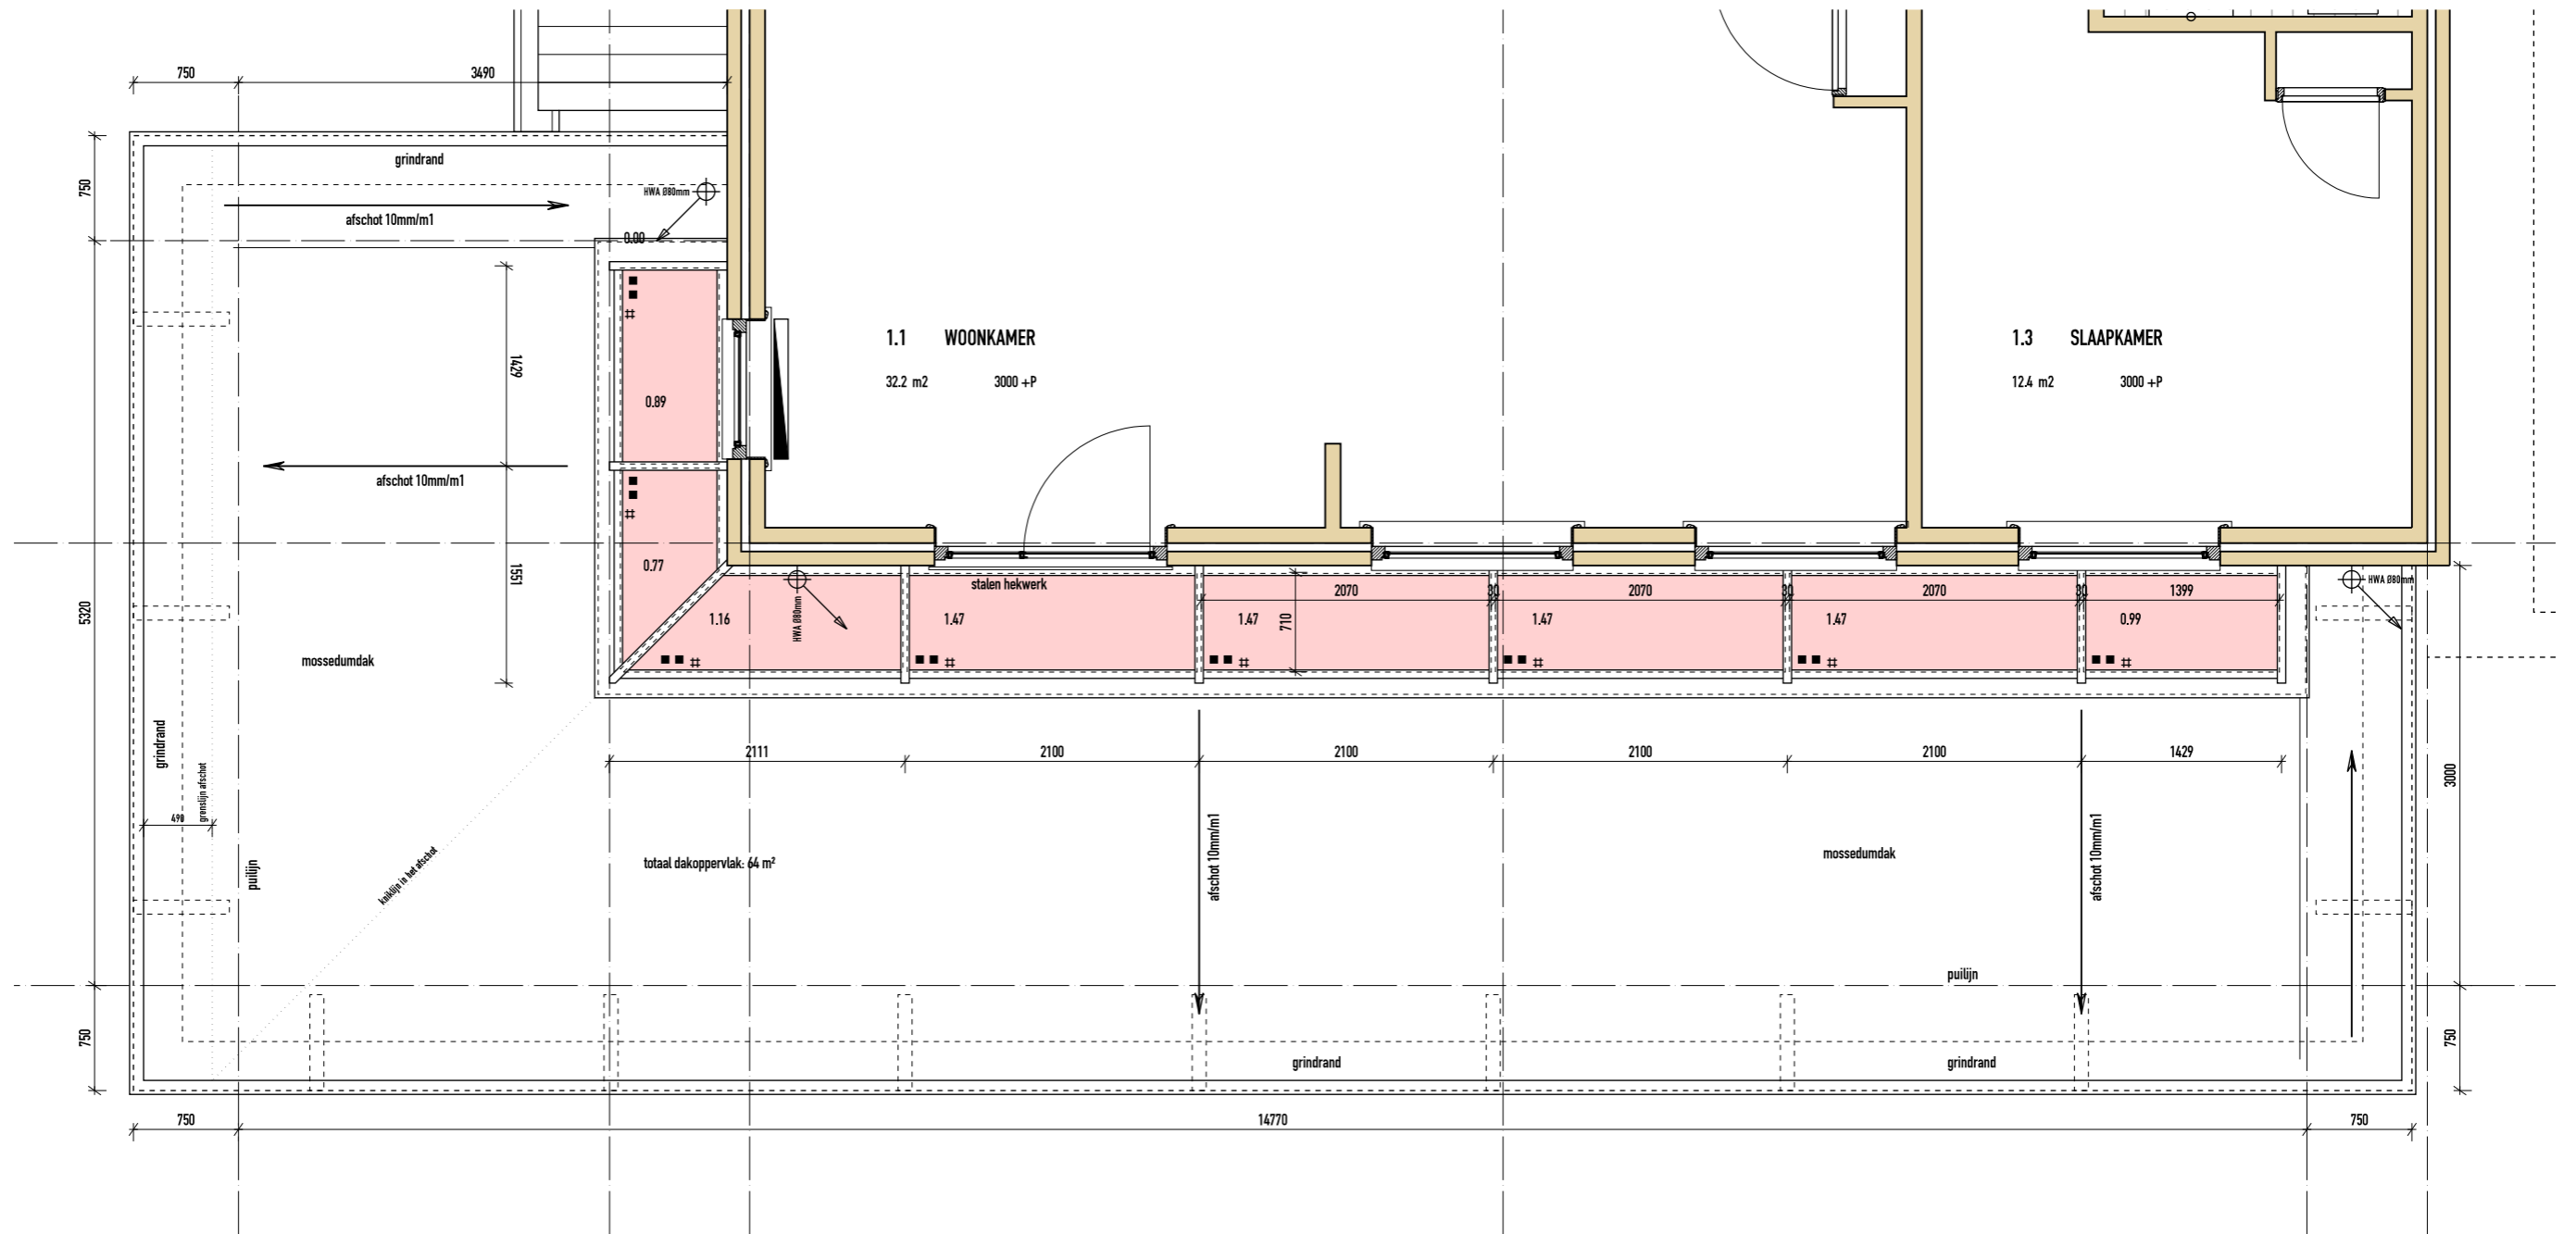 750
3490
grindrand
750
HWA Ø80mm
afschot 10mm/m1
0.00
1.1 WOONKAMER
1.3 SLAAPKAMER
1429
32.2 m2 3000 +P
12.4 m2 3000 +P
#
0.89
afschot 10mm/m1
#
0.77
1551
stalen hekwerk
HWA Ø80mm
2070
30
2070
30
2070
30
1399
HWA Ø80mm
5320
1.16
1.47
1.47
710
1.47
1.47
0.99
#
#
#
#
#
#
mossedumdak
grindrand
2111
2100
2100
2100
2100
1429
3000
grenslijn afschot
490
afschot 10mm/m1
afschot 10mm/m1
puilijn
kniklijn in het afschot
totaal dakoppervlak: 64 m²
mossedumdak
puilijn
750
grindrand
grindrand
750
750
14770
750